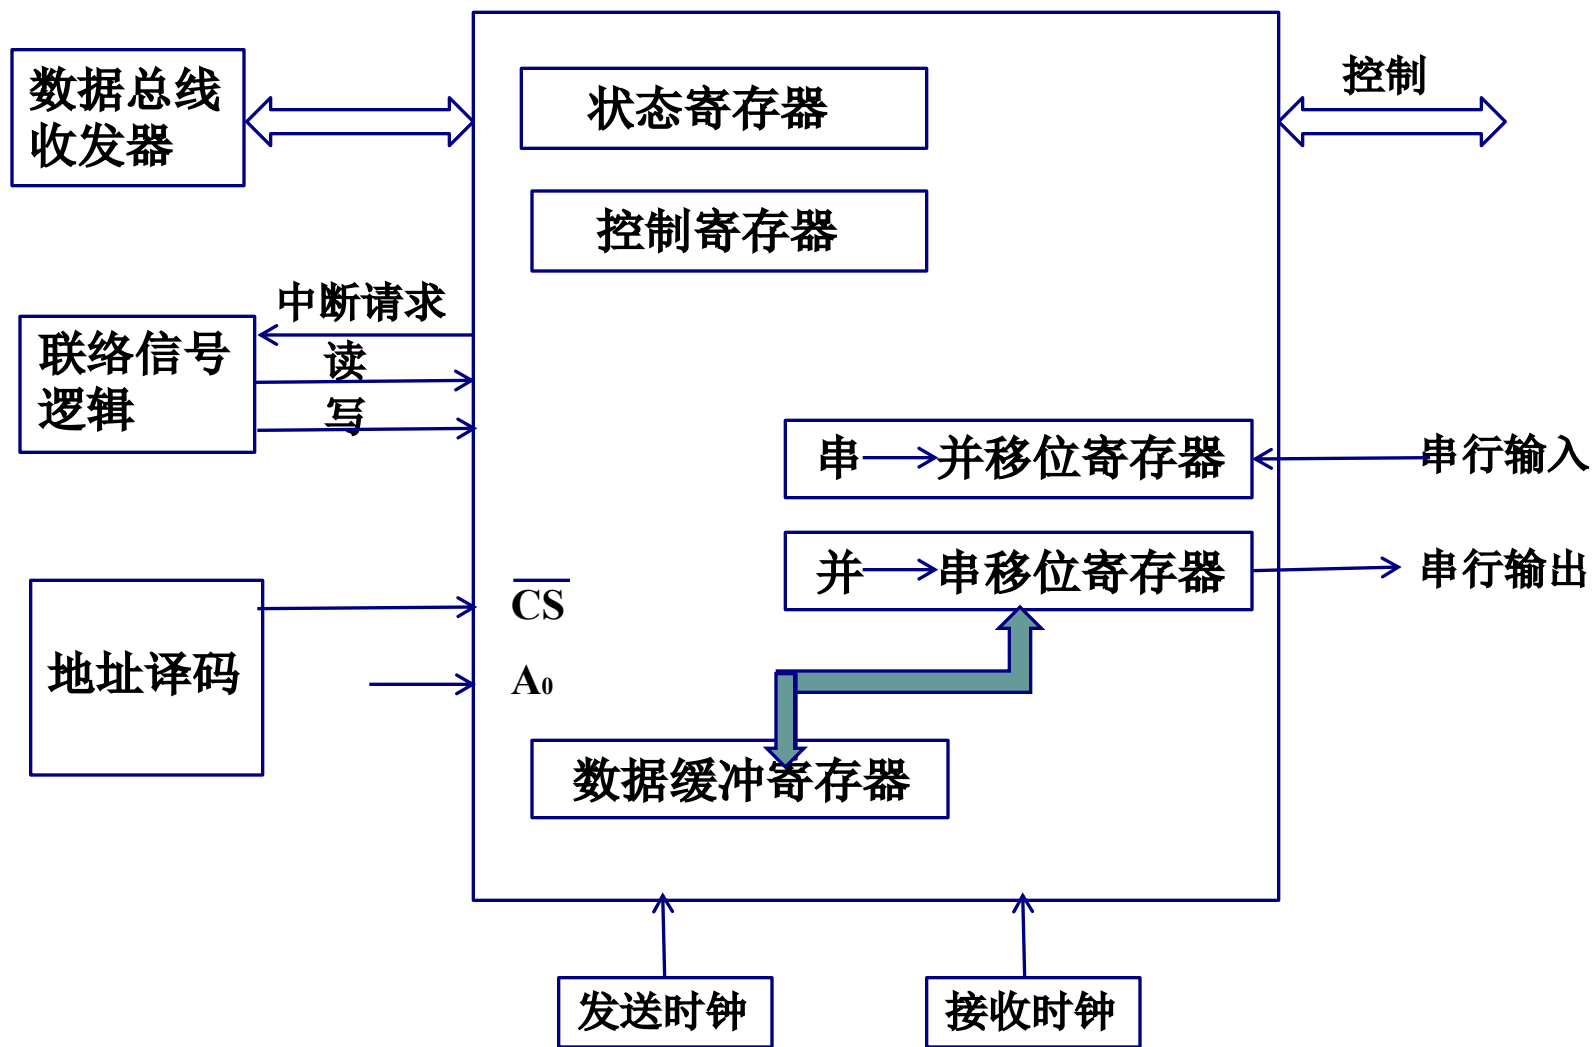 数据总线
收发器
状态寄存器
控制
控制寄存器
中断请求
联络信号
逻辑
读
写
串→并移位寄存器
串行输入
并→串移位寄存器
串行输出
C̅S̅
地址译码
A₀
数据缓冲寄存器
发送时钟
接收时钟